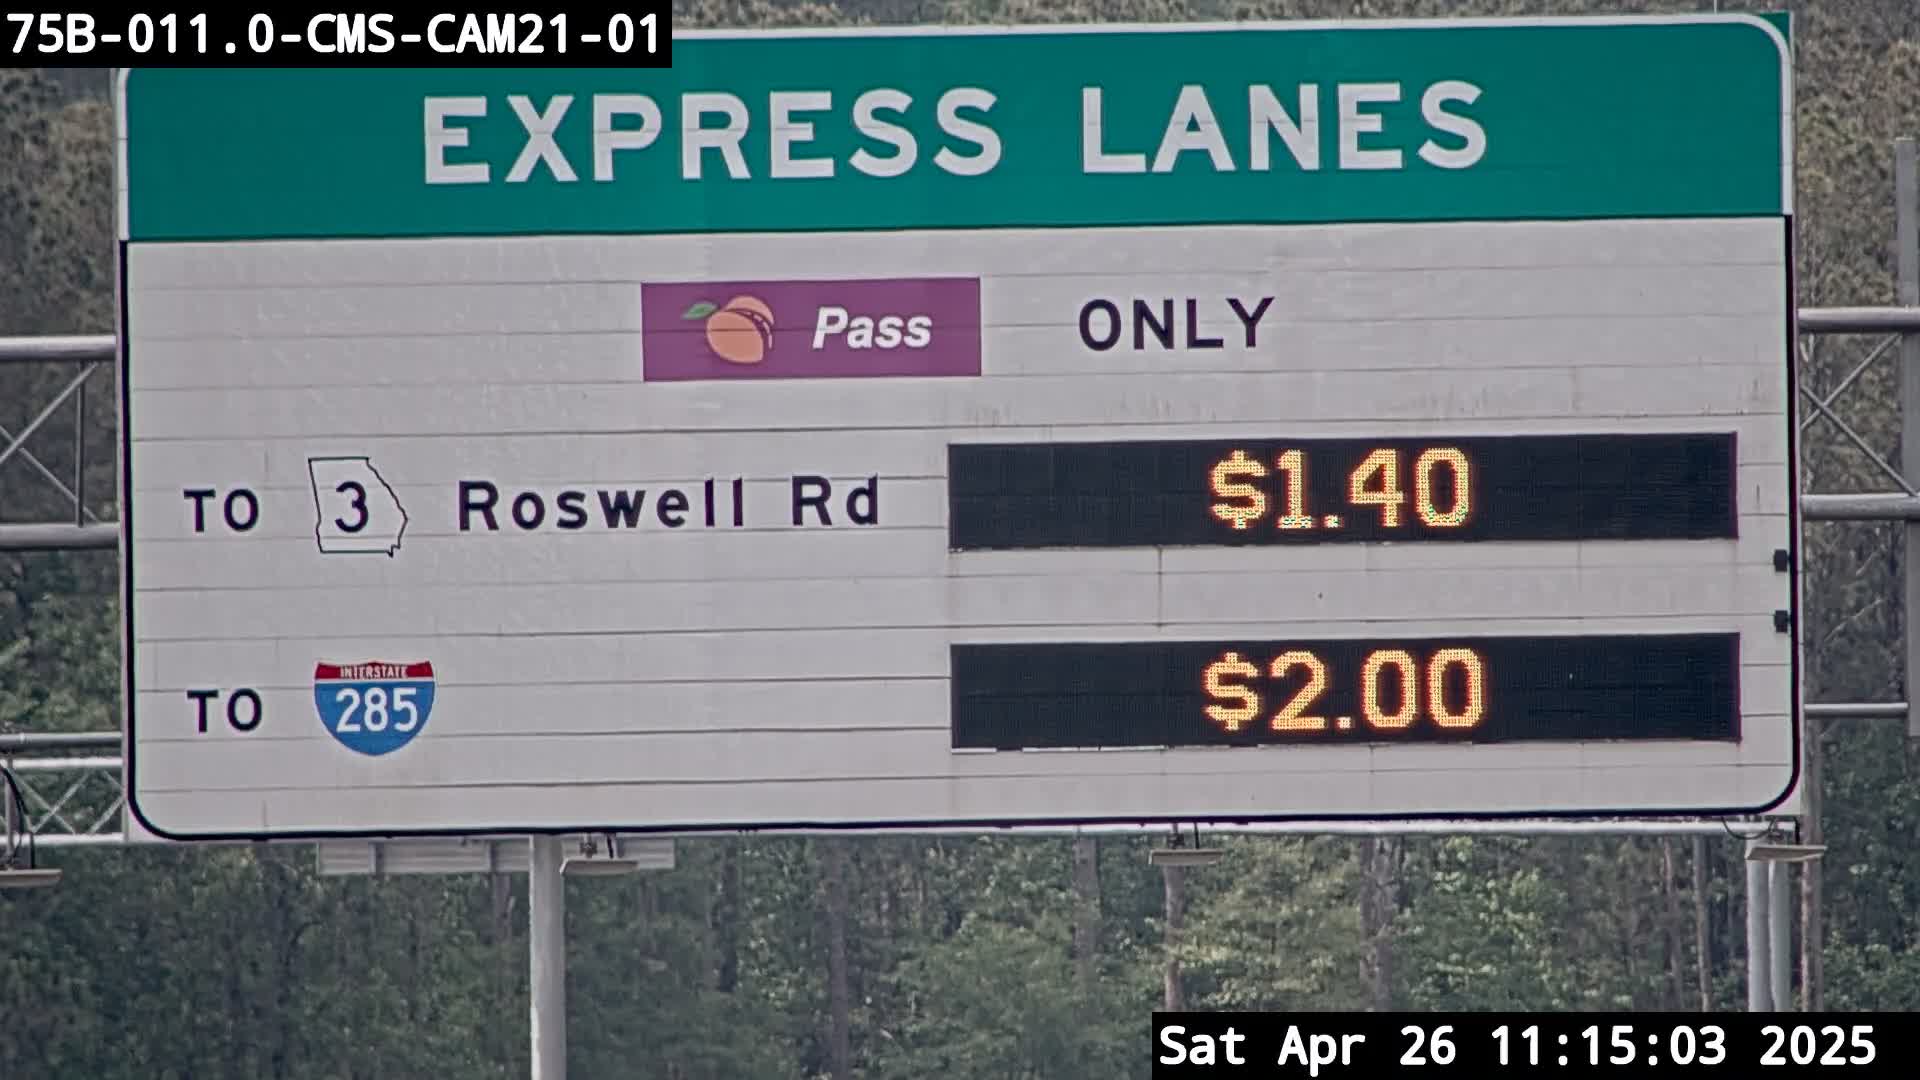 75B-011.0-CMS-CAM21-01
EXPRESS LANES
Pass ONLY
TO 3 Roswell Rd $1.40
INTERSTATE
TO 285 $2.00
Sat Apr 26 11:15:03 2025